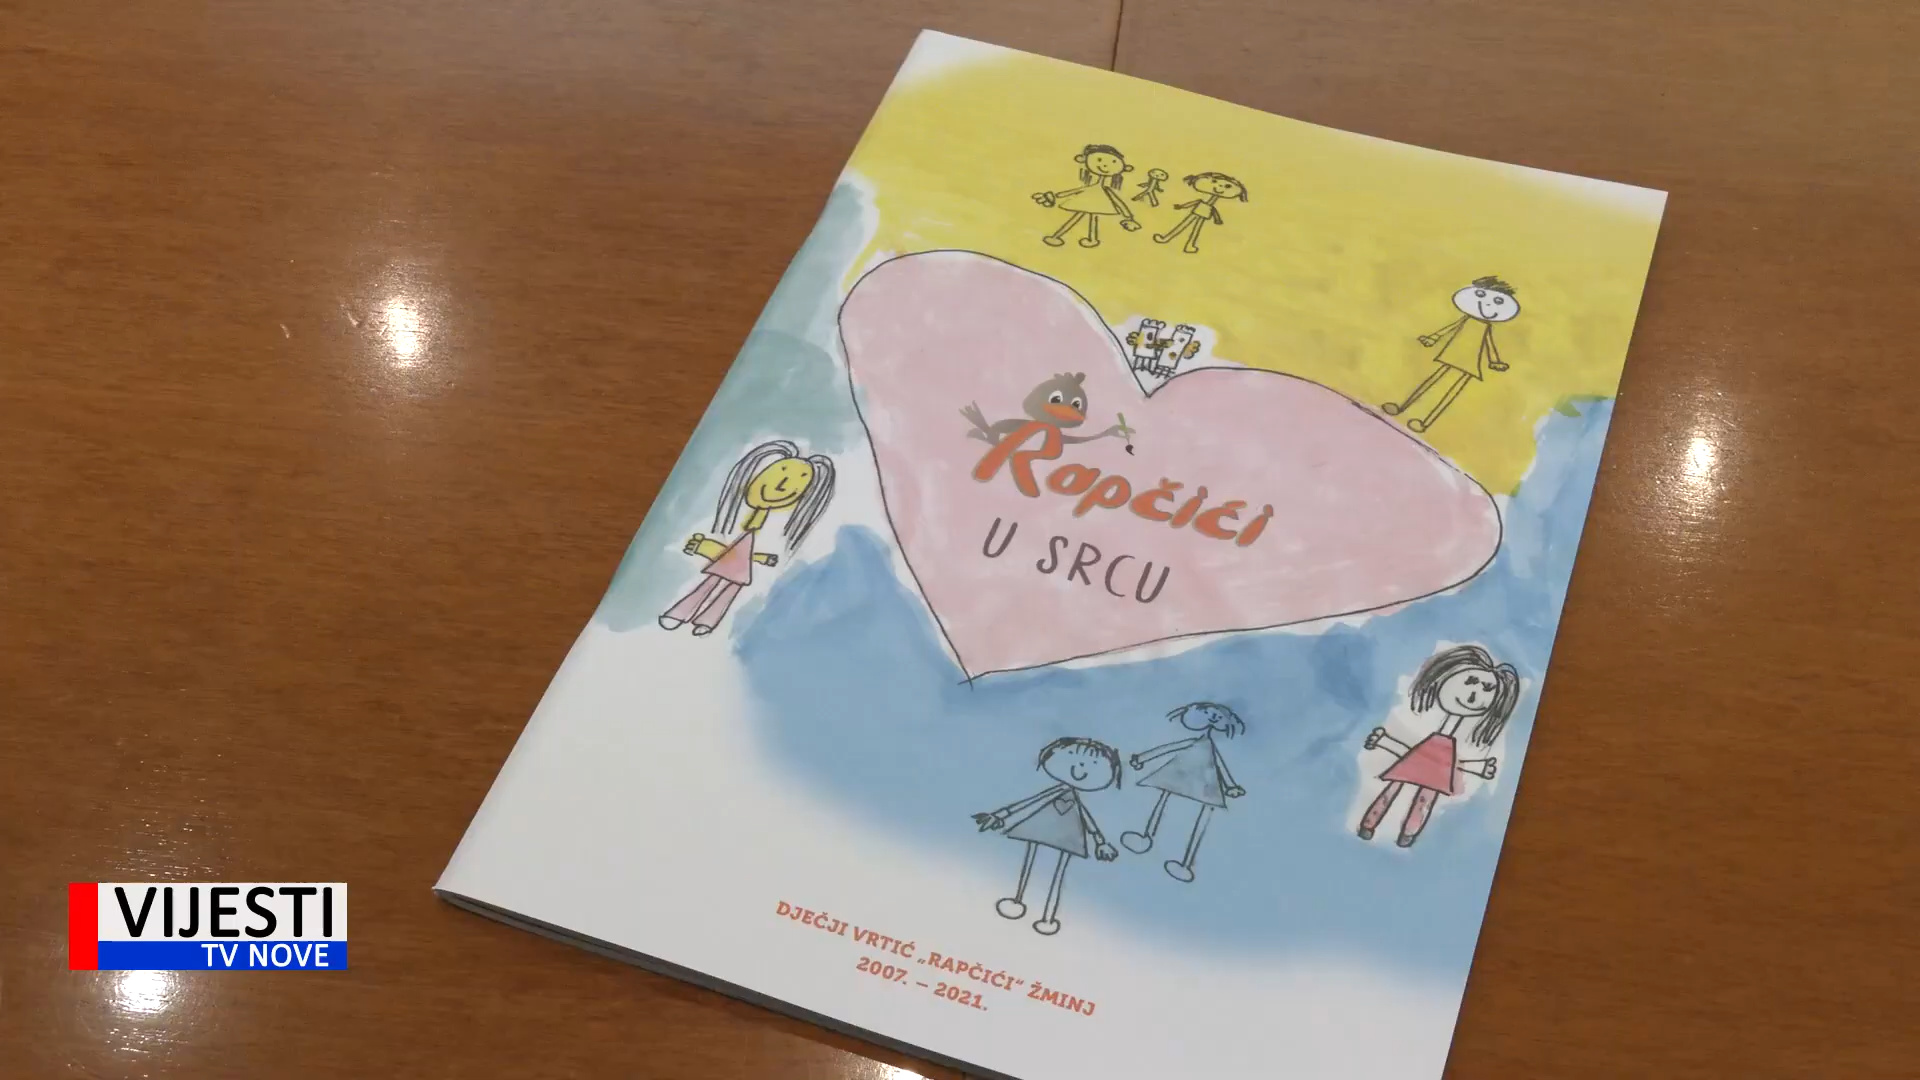 Rapčići
U SRCU
DJEČJI VRTIĆ „RAPČIĆI“ ŽMINJ
2007. – 2021.
VIJESTI
TV NOVE